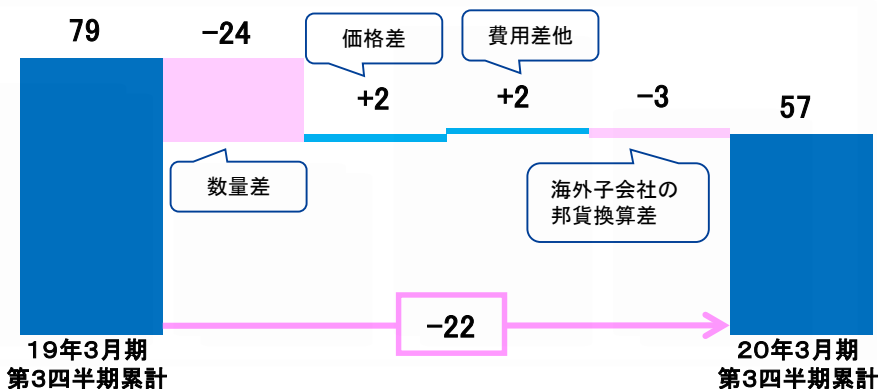 79
−24
価格差
+2
費用差他
+2
−3
57
数量差
海外子会社の
邦貨換算差
−22
19年3月期
第3四半期累計
20年3月期
第3四半期累計